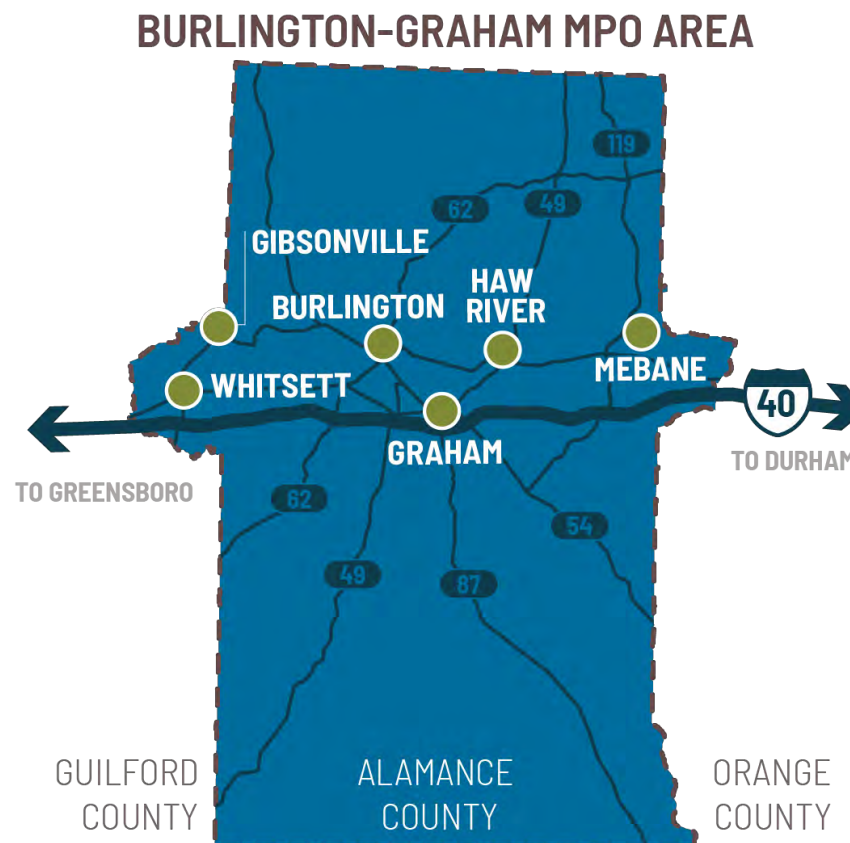 BURLINGTON-GRAHAM MPO AREA
119
62
49
GIBSONVILLE
HAW
RIVER
BURLINGTON
MEBANE
WHITSETT
40
GRAHAM
TO DURHAM
TO GREENSBORO
62
54
49
87
GUILFORD
COUNTY
ALAMANCE
COUNTY
ORANGE
COUNTY